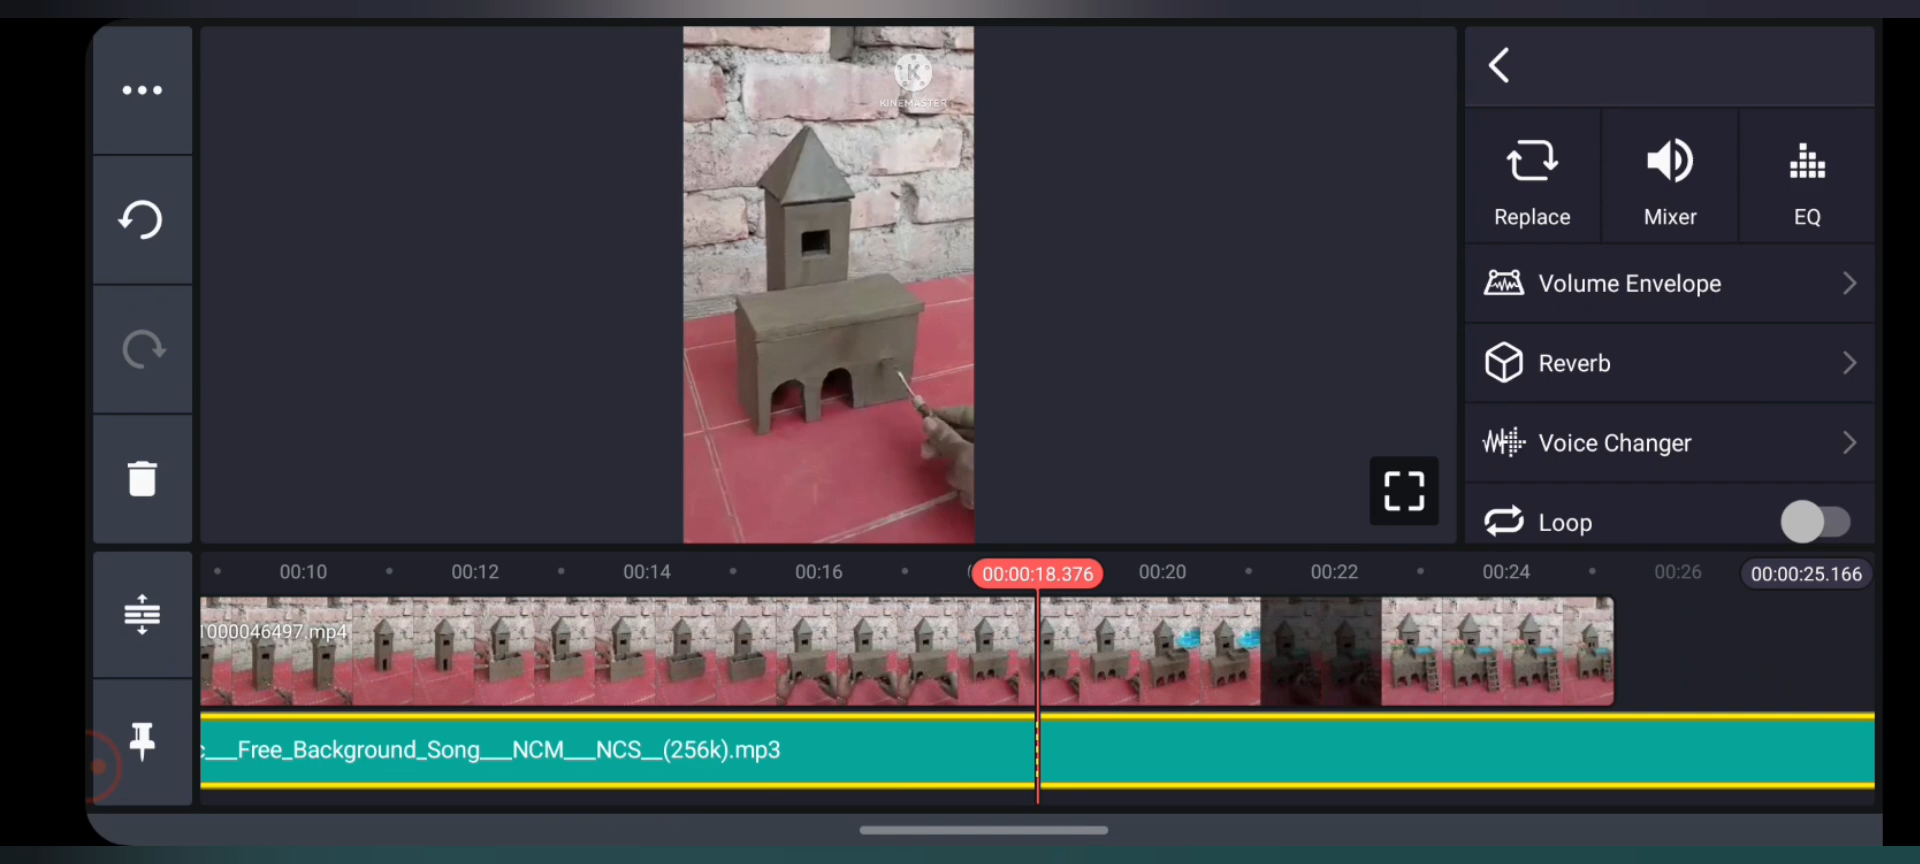 KINEMASTER
Replace
Mixer
EQ
Volume Envelope
Reverb
Voice Changer
Loop
00:10
00:12
00:14
00:16
00:00:18.376
00:20
00:22
00:24
00:26
00:00:25.166
1000046497.mp4
c___Free_Background_Song___NCM___NCS__(256k).mp3